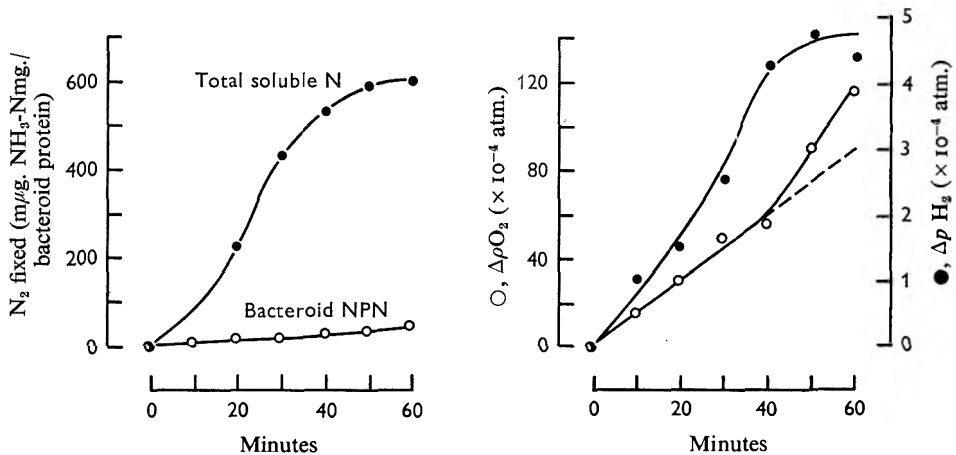 N₂ fixed (mμg. NH₃-Nmg./
bacteroid protein)
600
400
200
0
Total soluble N
Bacteroid NPN
0 20 40 60
Minutes
○, ΔρO₂ (× 10⁻⁴ atm.)
120
80
40
0
5
4
3
2
1
0
●, Δp H₂ (× 10⁻⁴ atm.)
0 20 40 60
Minutes